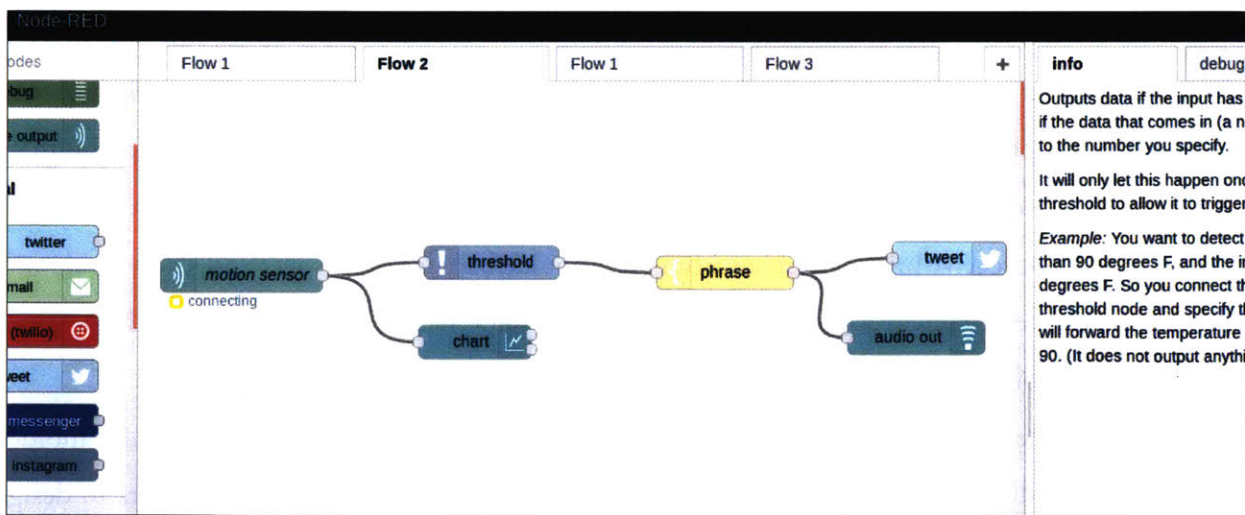 Node-RED
odes
Flow 1
Flow 2
Flow 1
Flow 3
+
info
debug
ebug
e output
al
twitter
mail
(twilio)
weet
messenger
instagram
motion sensor
connecting
threshold
chart
phrase
tweet
audio out
Outputs data if the input has
if the data that comes in (a n
to the number you specify.
It will only let this happen onc
threshold to allow it to trigger
Example: You want to detect
than 90 degrees F, and the in
degrees F. So you connect th
threshold node and specify th
will forward the temperature
90. (It does not output anythi